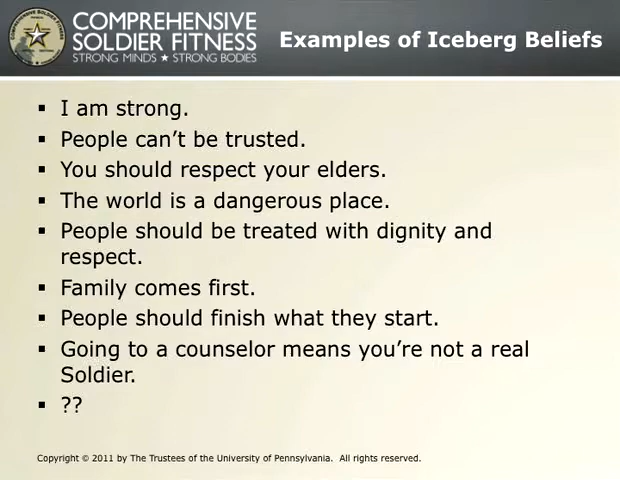 COMPREHENSIVE
SOLDIER FITNESS
STRONG MINDS ★ STRONG BODIES
Examples of Iceberg Beliefs
▪ I am strong.
▪ People can’t be trusted.
▪ You should respect your elders.
▪ The world is a dangerous place.
▪ People should be treated with dignity and
respect.
▪ Family comes first.
▪ People should finish what they start.
▪ Going to a counselor means you’re not a real
Soldier.
▪ ??
Copyright © 2011 by The Trustees of the University of Pennsylvania. All rights reserved.